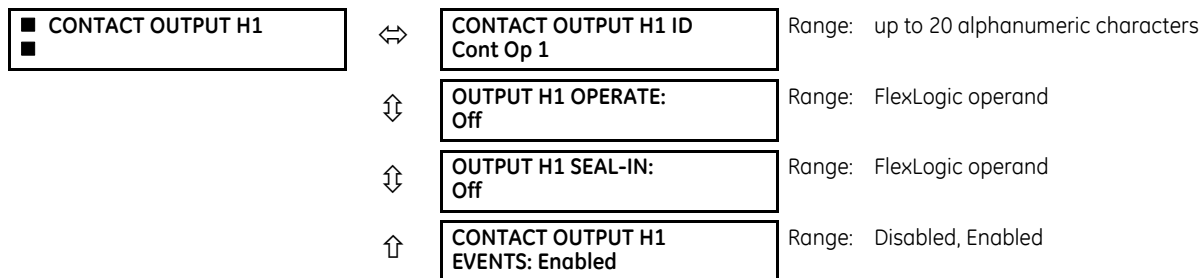 ■ CONTACT OUTPUT H1
■
CONTACT OUTPUT H1 ID
Cont Op 1
Range: up to 20 alphanumeric characters
OUTPUT H1 OPERATE:
Off
Range: FlexLogic operand
OUTPUT H1 SEAL-IN:
Off
Range: FlexLogic operand
CONTACT OUTPUT H1
EVENTS: Enabled
Range: Disabled, Enabled